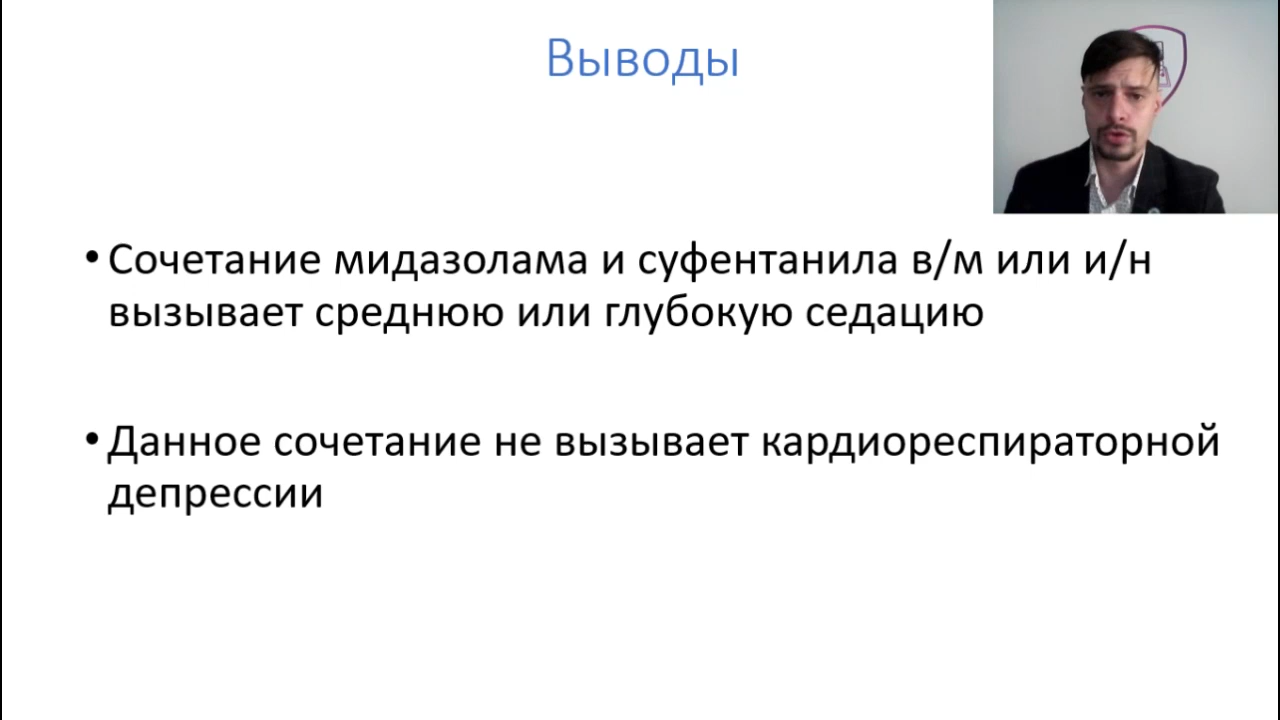 Выводы
• Сочетание мидазолама и суфентанила в/м или и/н
вызывает среднюю или глубокую седацию
• Данное сочетание не вызывает кардиореспираторной
депрессии